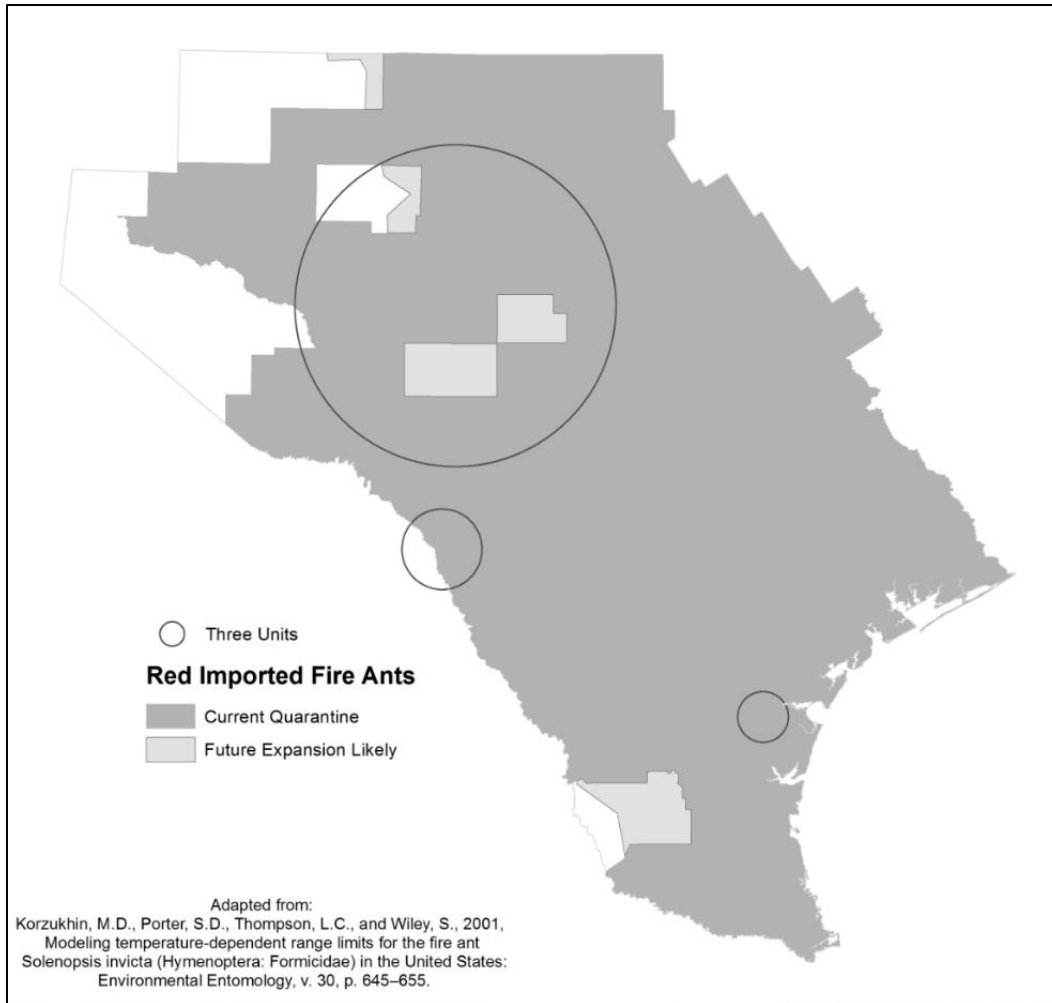 Three Units
Red Imported Fire Ants
Current Quarantine
Future Expansion Likely
Adapted from:
Korzukhin, M.D., Porter, S.D., Thompson, L.C., and Wiley, S., 2001,
Modeling temperature-dependent range limits for the fire ant
Solenopsis invicta (Hymenoptera: Formicidae) in the United States:
Environmental Entomology, v. 30, p. 645–655.